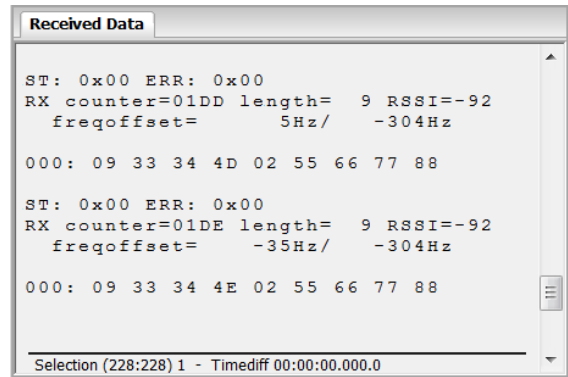 Received Data
ST: 0x00 ERR: 0x00
RX counter=01DD length=  9 RSSI=-92
  freqoffset=      5Hz/   -304Hz
000: 09 33 34 4D 02 55 66 77 88
ST: 0x00 ERR: 0x00
RX counter=01DE length=  9 RSSI=-92
  freqoffset=    -35Hz/   -304Hz
000: 09 33 34 4E 02 55 66 77 88
Selection (228:228) 1  -  Timediff 00:00:00.000.0